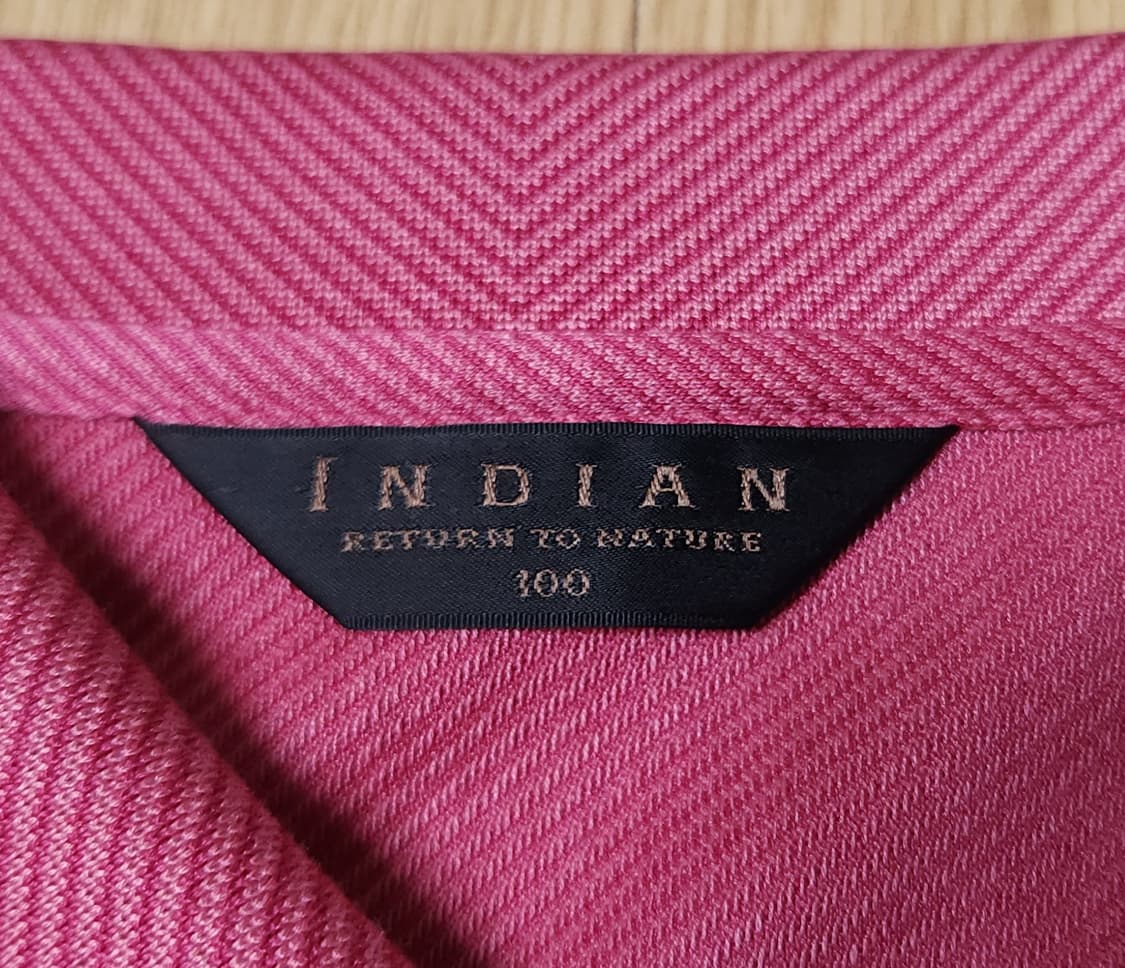 INDIAN
RETURN TO NATURE
100